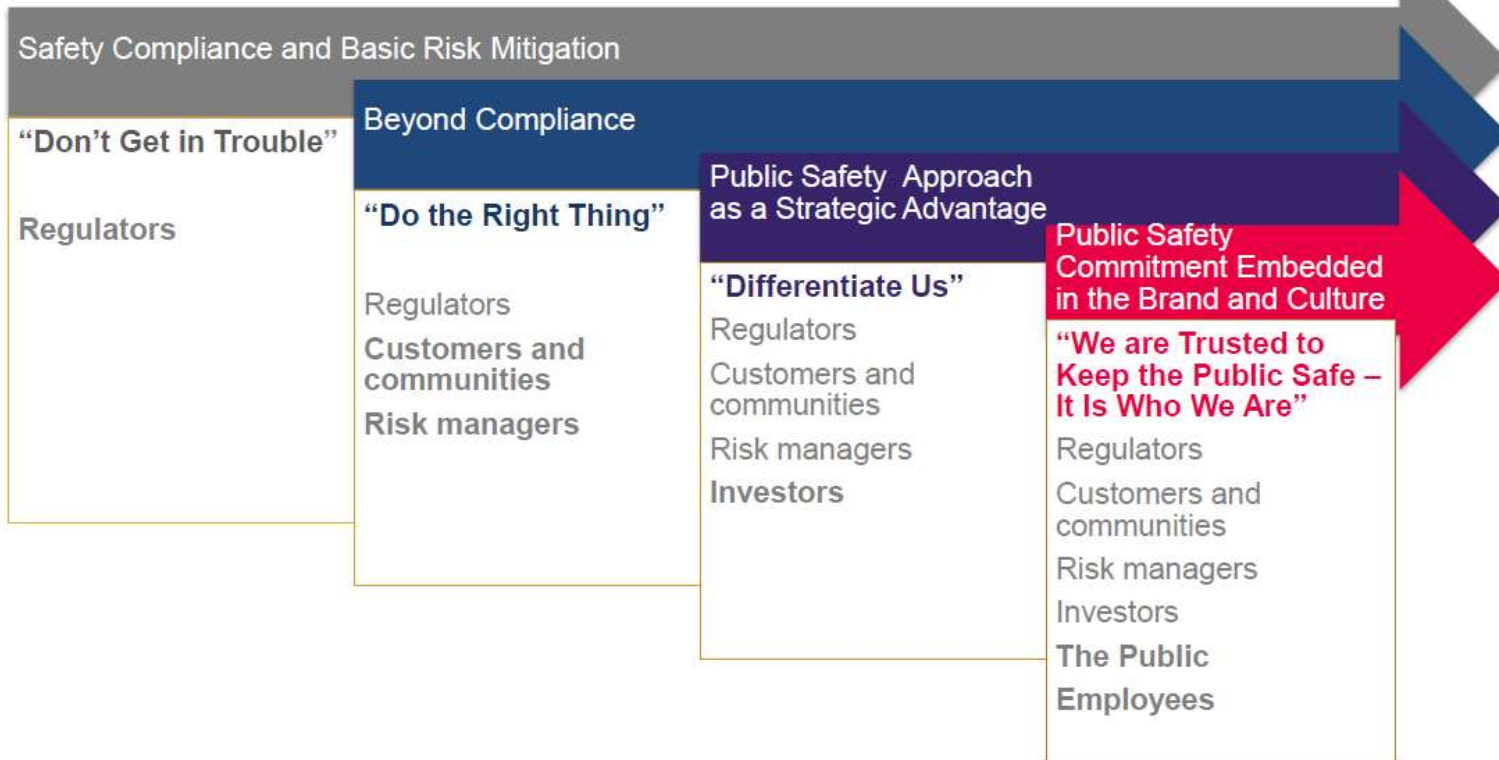 Safety Compliance and Basic Risk Mitigation
“Don’t Get in Trouble”
Regulators
Beyond Compliance
“Do the Right Thing”
Regulators
Customers and
communities
Risk managers
Public Safety Approach
as a Strategic Advantage
“Differentiate Us”
Regulators
Customers and
communities
Risk managers
Investors
Public Safety
Commitment Embedded
in the Brand and Culture
“We are Trusted to
Keep the Public Safe –
It Is Who We Are”
Regulators
Customers and
communities
Risk managers
Investors
The Public
Employees